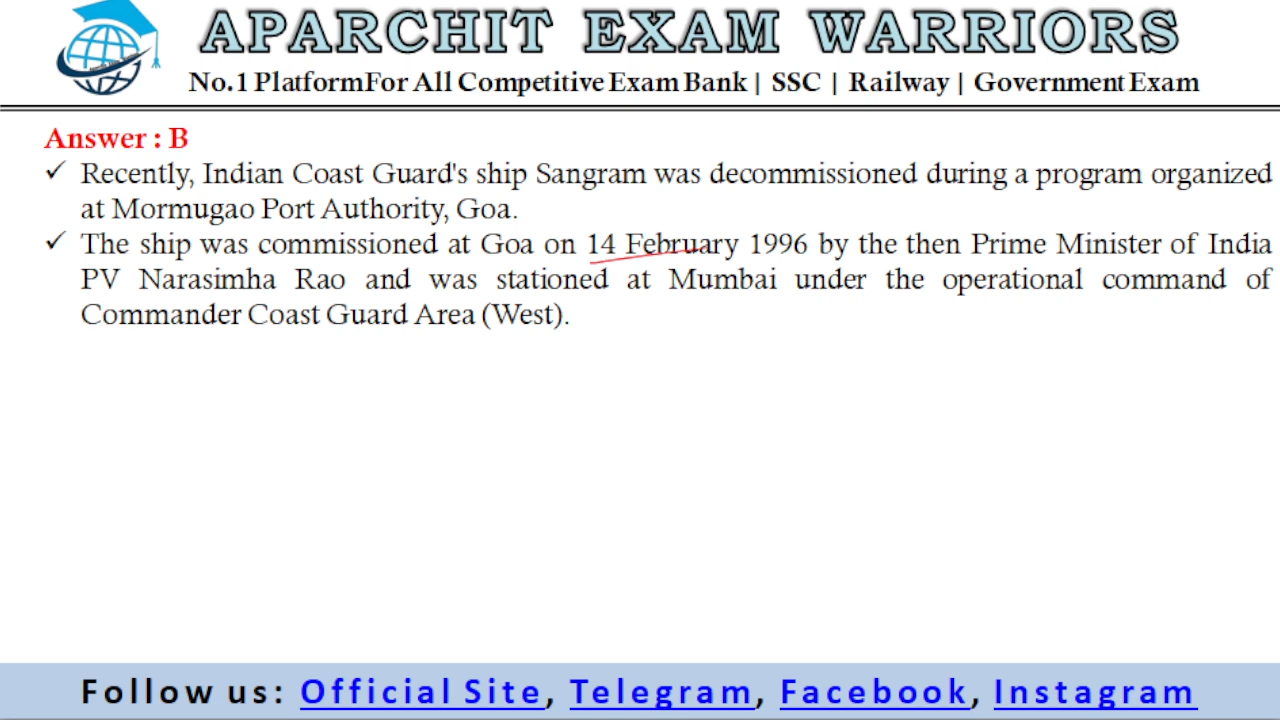 APARCHIT EXAM WARRIORS
No.1 PlatformFor All Competitive Exam Bank | SSC | Railway | Government Exam
Answer : B
✓ Recently, Indian Coast Guard's ship Sangram was decommissioned during a program organized
at Mormugao Port Authority, Goa.
✓ The ship was commissioned at Goa on 14 February 1996 by the then Prime Minister of India
PV Narasimha Rao and was stationed at Mumbai under the operational command of
Commander Coast Guard Area (West).
Follow us: Official Site, Telegram, Facebook, Instagram